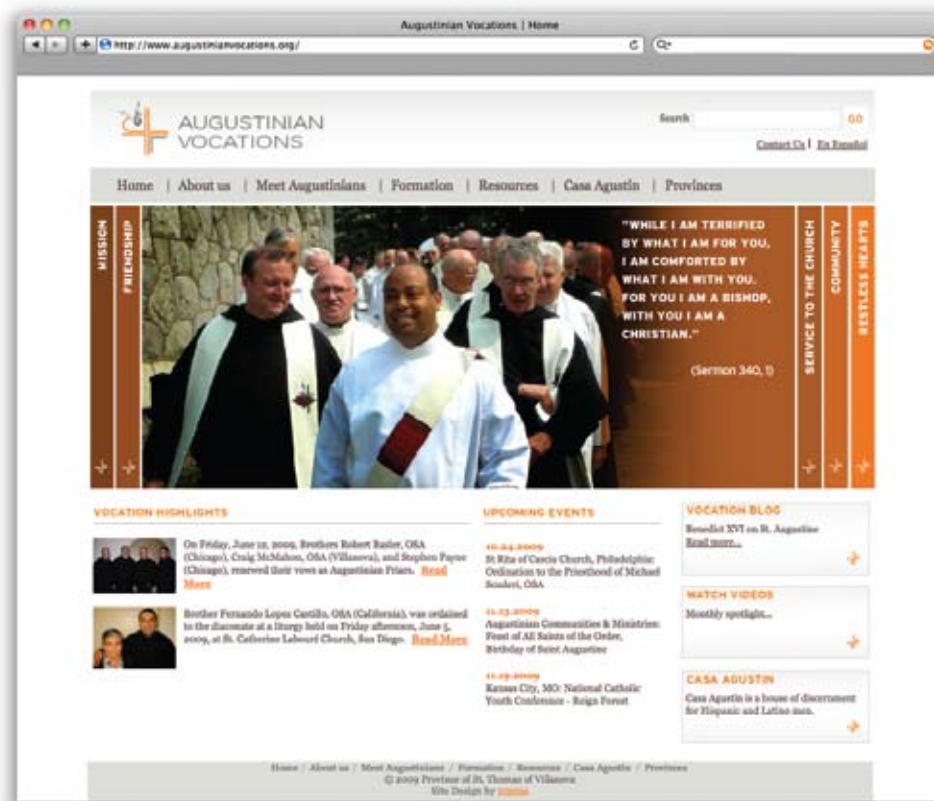 Augustinian Vocations | Home
http://www.augustinianvocations.org/
AUGUSTINIAN
VOCATIONS
Search
GO
Contact Us | En Español
Home | About us | Meet Augustinians | Formation | Resources | Casa Agustín | Provinces
MISSION
FRIENDSHIP
"WHILE I AM TERRIFIED
BY WHAT I AM FOR YOU,
I AM COMFORTED BY
WHAT I AM WITH YOU.
FOR YOU I AM A BISHOP,
WITH YOU I AM A
CHRISTIAN."
(Sermon 340, 1)
SERVICE TO THE CHURCH
COMMUNITY
RESTLESS HEARTS
VOCATION HIGHLIGHTS
On Friday, June 12, 2009, Brothers Robert Basler, OSA
(Chicago), Craig McMahon, OSA (Villanova), and Stephen Payne
(Chicago), renewed their vows as Augustinian Friars. Read
More
Brother Fernando Lopez Castillo, OSA (California), was ordained
to the diaconate at a liturgy held on Friday afternoon, June 5,
2009, at St. Catherine Labouré Church, San Diego. Read More
UPCOMING EVENTS
10.24.2009
St Rita of Cascia Church, Philadelphia:
Ordination to the Priesthood of Michael
Scuderi, OSA
11.13.2009
Augustinian Communities & Ministries:
Feast of All Saints of the Order,
Birthday of Saint Augustine
11.19.2009
Kansas City, MO: National Catholic
Youth Conference - Reign Forest
VOCATION BLOG
Benedict XVI on St. Augustine
Read more...
WATCH VIDEOS
Monthly spotlight...
CASA AGUSTIN
Casa Agustin is a house of discernment
for Hispanic and Latino men.
Home / About us / Meet Augustinians / Formation / Resources / Casa Agustín / Provinces
© 2009 Province of St. Thomas of Villanova
Site Design by